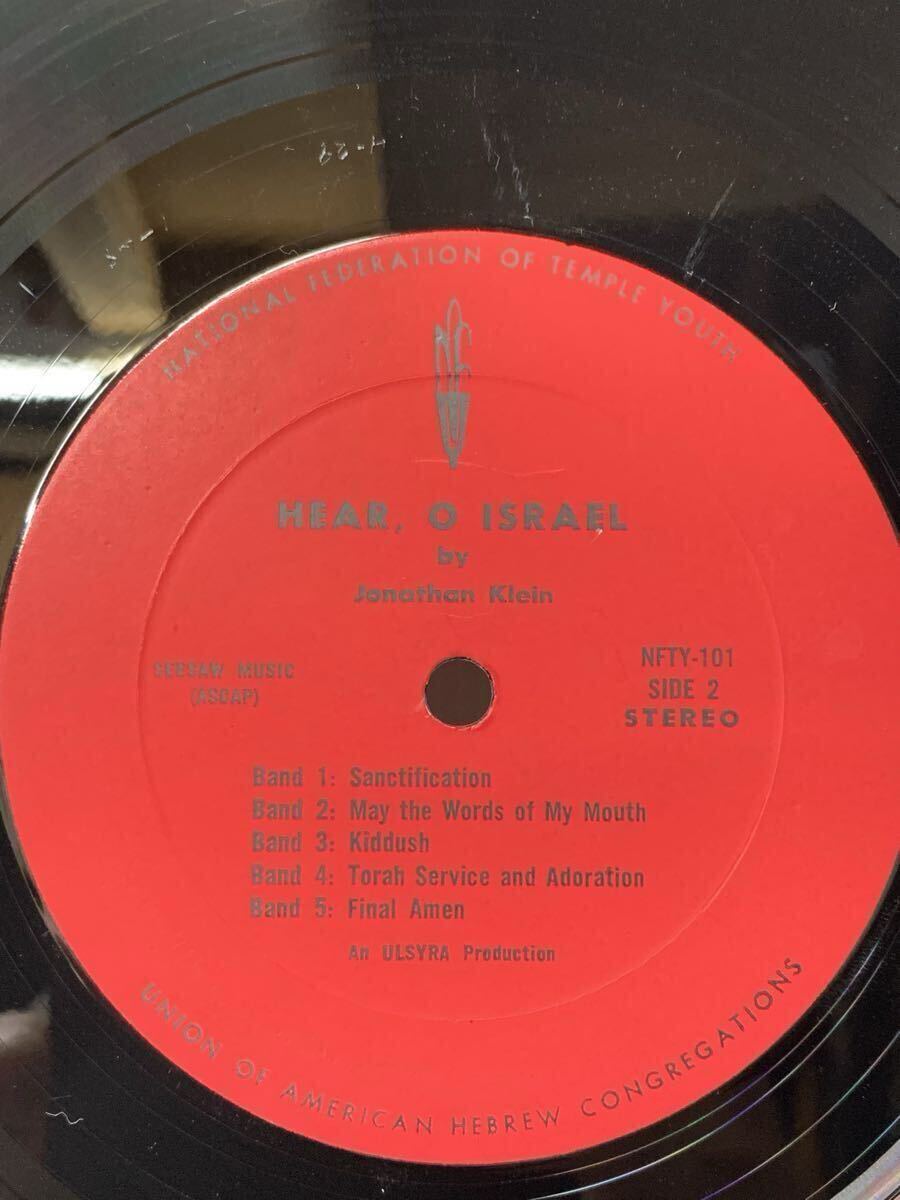 NATIONAL FEDERATION OF TEMPLE YOUTH
HEAR, O ISRAEL
by
Jonathan Klein
SEESAW MUSIC
(ASCAP)
NFTY-101
SIDE 2
STEREO
Band 1: Sanctification
Band 2: May the Words of My Mouth
Band 3: Kiddush
Band 4: Torah Service and Adoration
Band 5: Final Amen
An ULSYRA Production
UNION OF AMERICAN HEBREW CONGREGATIONS